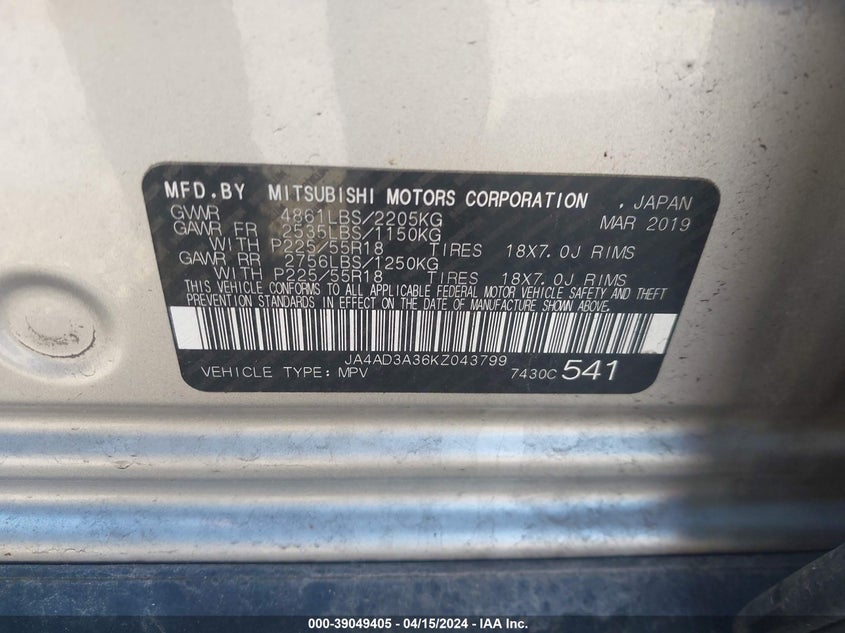 MFD.BY MITSUBISHI MOTORS CORPORATION , JAPAN
GVWR 4861LBS/2205KG MAR 2019
GAWR FR 2535LBS/1150KG
WITH P225/55R18 TIRES 18X7.0J RIMS
GAWR RR 2756LBS/1250KG
WITH P225/55R18 TIRES 18X7.0J RIMS
THIS VEHICLE CONFORMS TO ALL APPLICABLE FEDERAL MOTOR VEHICLE SAFETY AND THEFT
PREVENTION STANDARDS IN EFFECT ON THE DATE OF MANUFACTURE SHOWN ABOVE.
JA4AD3A36KZ043799
VEHICLE TYPE: MPV 7430C 541
000-39049405 - 04/15/2024 - IAA Inc.